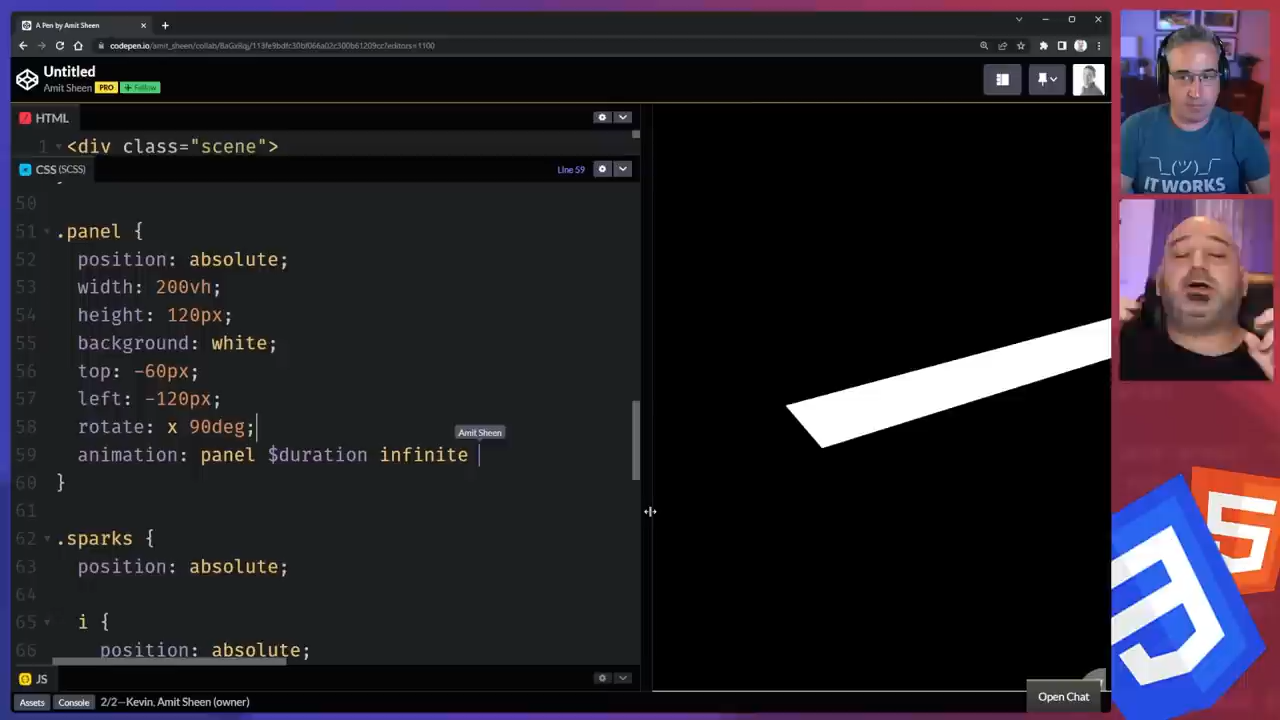 A Pen by Amit Sheen
codepen.io/amit_sheen/collab/
Untitled
Amit Sheen PRO + Follow
HTML
1 <div class="scene">
CSS (SCSS)
Line 59
50
51 .panel {
52 position: absolute;
53 width: 200vh;
54 height: 120px;
55 background: white;
56 top: -60px;
57 left: -120px;
58 rotate: x 90deg;
Amit Sheen
59 animation: panel $duration infinite
60 }
61
62 .sparks {
63 position: absolute;
64
65 i {
66 position: absolute;
JS
Assets Console 2/2—Kevin, Amit Sheen (owner)
Open Chat
¯\_(ツ)_/¯
IT WORKS